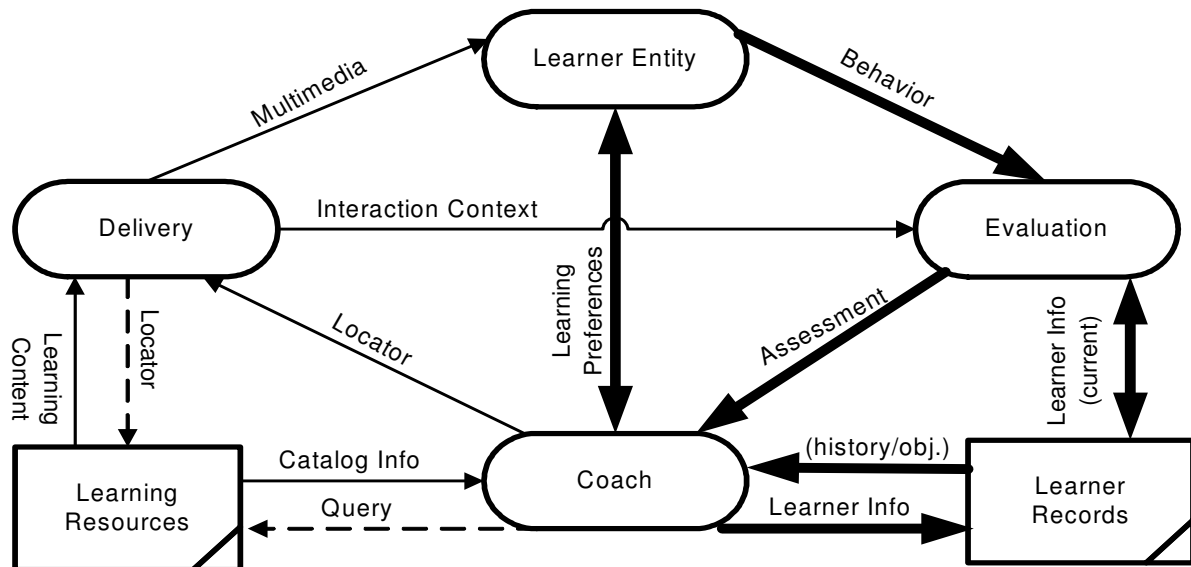 Learner Entity
Multimedia
Behavior
Delivery
Interaction Context
Evaluation
Learning
Preferences
Learning
Content
Locator
Locator
Assessment
Learner Info
(current)
Learning
Resources
Catalog Info
Query
Coach
(history/obj.)
Learner Info
Learner
Records